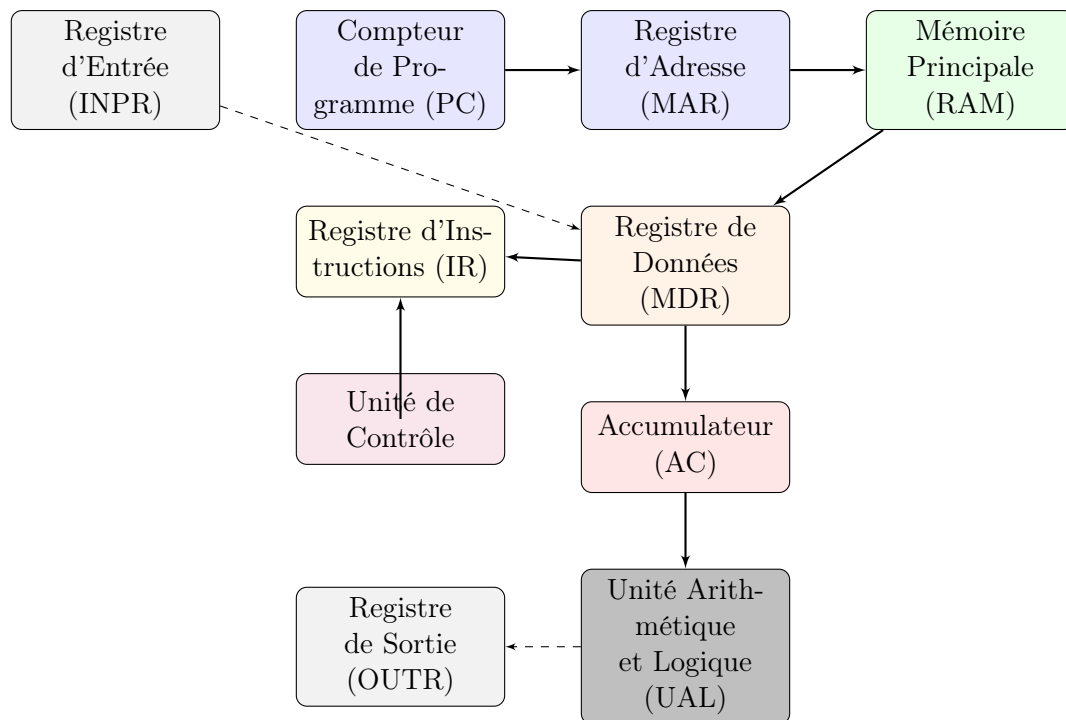 Registre
d'Entrée
(INPR)
Compteur
de Pro-
gramme (PC)
Registre
d'Adresse
(MAR)
Mémoire
Principale
(RAM)
Registre d'Ins-
tructions (IR)
Registre de
Données
(MDR)
Unité de
Contrôle
Accumulateur
(AC)
Registre
de Sortie
(OUTR)
Unité Arith-
métique
et Logique
(UAL)